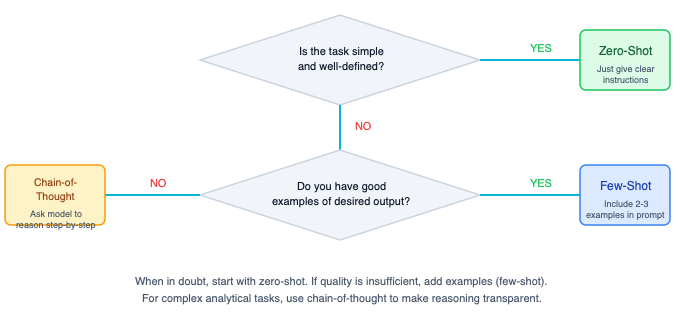 Is the task simple
and well-defined?
YES
Zero-Shot
Just give clear
instructions
NO
Do you have good
examples of desired output?
NO
Chain-of-
Thought
Ask model to
reason step-by-step
YES
Few-Shot
Include 2-3
examples in prompt
When in doubt, start with zero-shot. If quality is insufficient, add examples (few-shot).
For complex analytical tasks, use chain-of-thought to make reasoning transparent.